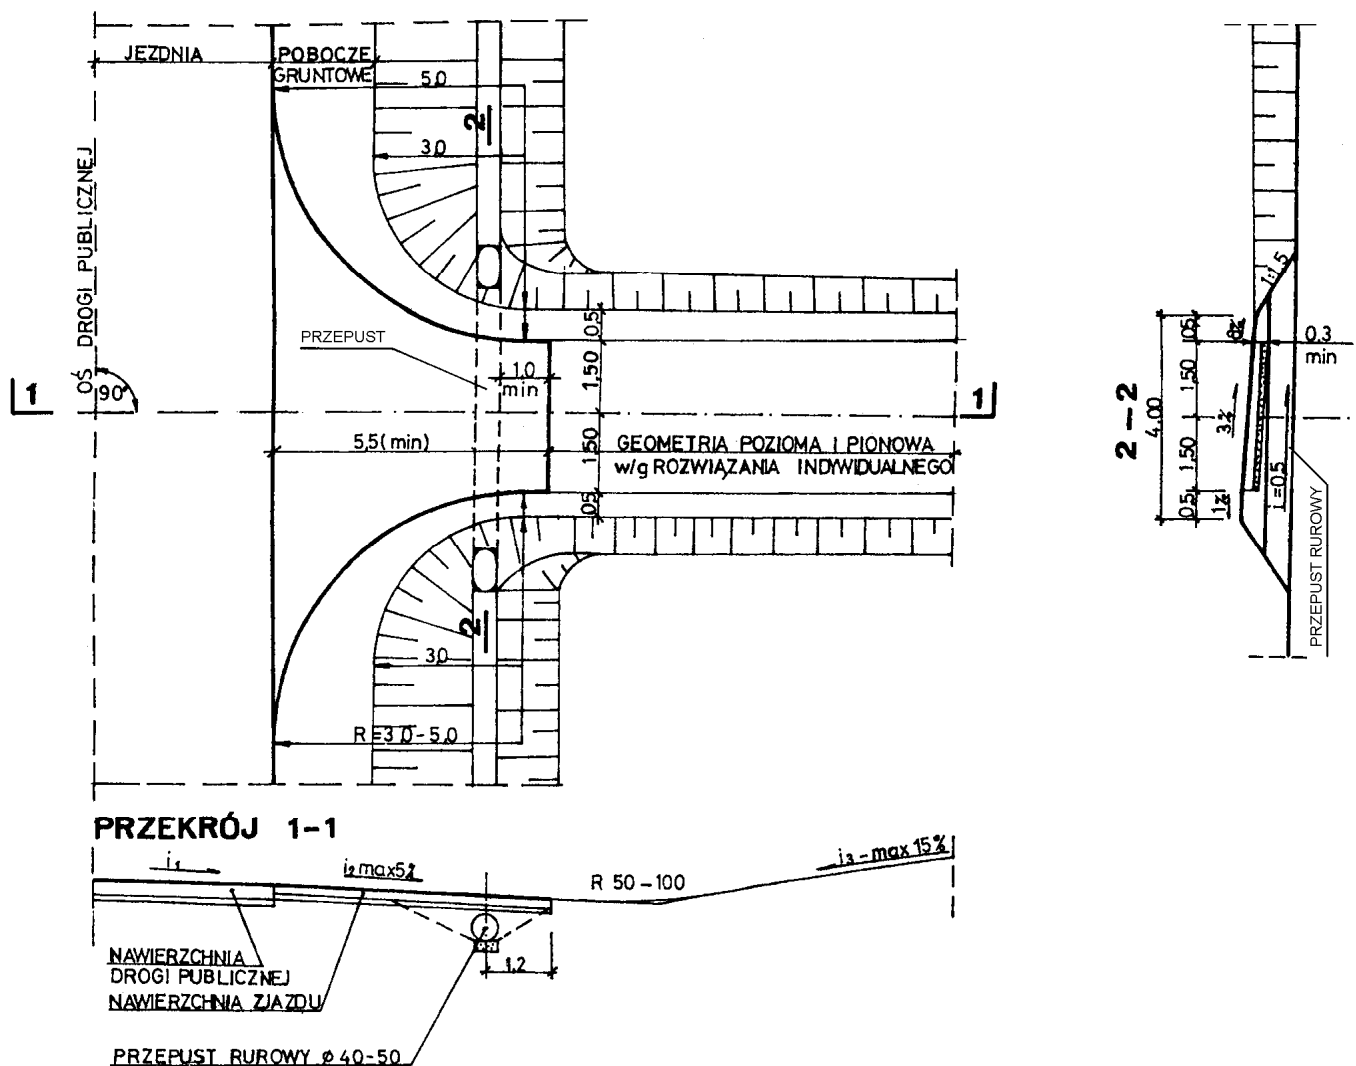 JEZDNIA
POBOCZE
GRUNTOWE
5,0
2
3,0
OŚ DROGI PUBLICZNEJ
90°
1
PRZEPUST
1,0
min
0,5
1,50
1,50
0,5
1
5,5 (min)
GEOMETRIA POZIOMA I PIONOWA
w/g ROZWIĄZANIA INDYWIDUALNEGO
2
3,0
R=3,0-5,0
1:1,5
0.3
min
8%
0,5
1,50
1,50
0,5
4.00
2-2
3%
1%
i=0,5
PRZEPUST RUROWY
PRZEKRÓJ 1-1
i₁
i₂ max5%
R 50-100
i₃-max 15%
1,2
NAWIERZCHNIA
DROGI PUBLICZNEJ
NAWIERZCHNIA ZJAZDU
PRZEPUST RUROWY ø 40-50